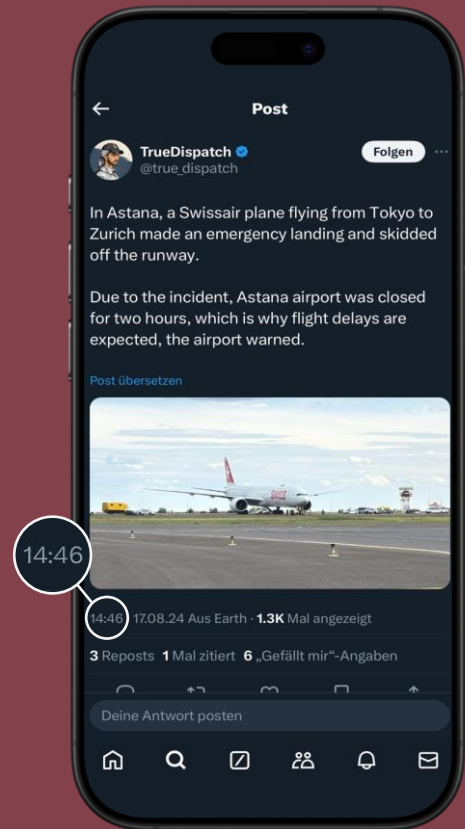 Post
TrueDispatch
@true_dispatch
Folgen
In Astana, a Swissair plane flying from Tokyo to
Zurich made an emergency landing and skidded
off the runway.
Due to the incident, Astana airport was closed
for two hours, which is why flight delays are
expected, the airport warned.
Post übersetzen
SWISS
14:46
14:46 · 17.08.24 Aus Earth · 1.3K Mal angezeigt
3 Reposts 1 Mal zitiert 6 „Gefällt mir“-Angaben
Deine Antwort posten